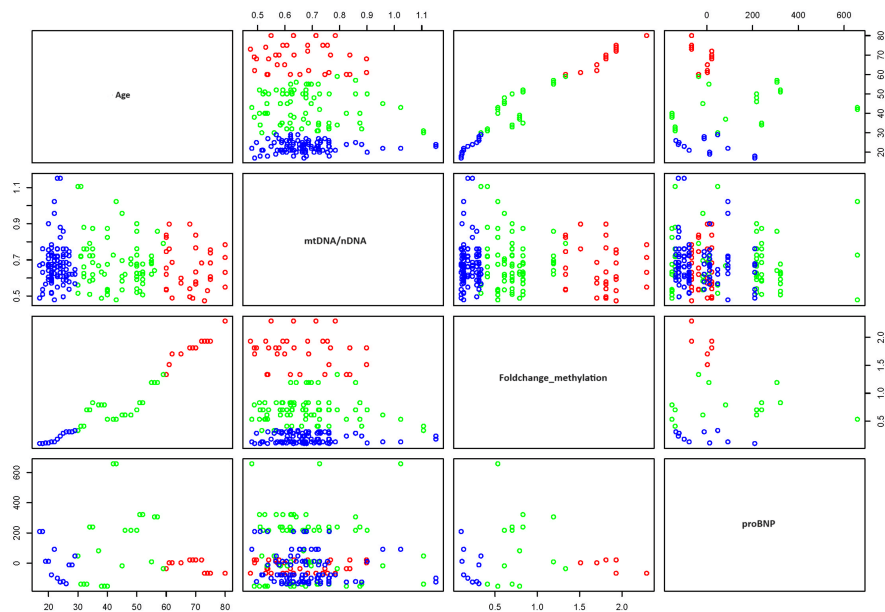 0.5 0.6 0.7 0.8 0.9 1.0 1.1
0 200 400 600
Age
20 30 40 50 60 70 80
0.5 0.7 0.9 1.1
mtDNA/nDNA
Foldchange_methylation
0.5 1.0 1.5 2.0
0 200 400 600
proBNP
20 30 40 50 60 70 80
0.5 1.0 1.5 2.0